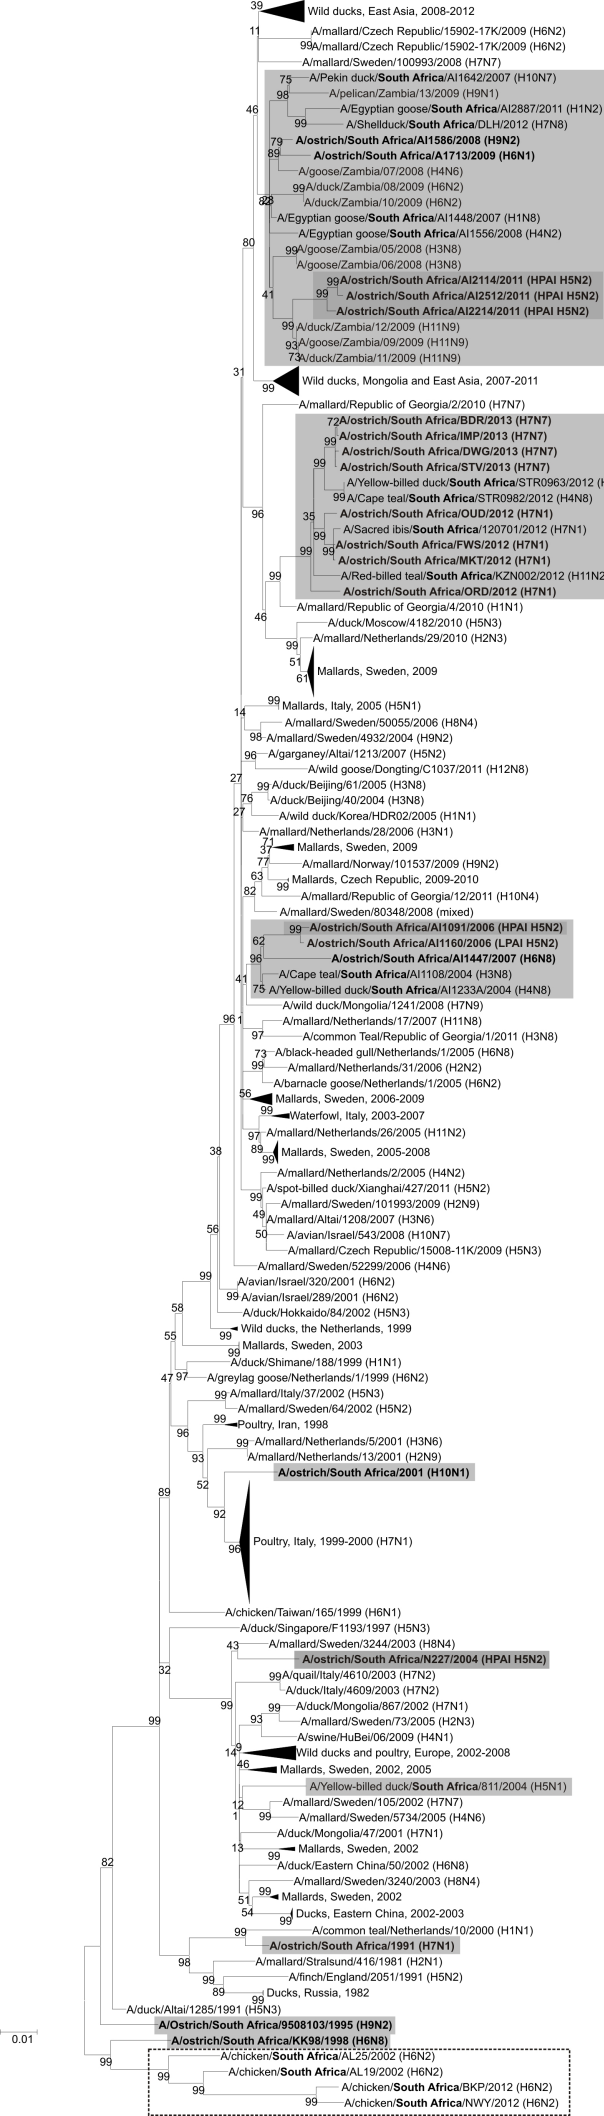 39
Wild ducks, East Asia, 2008-2012
11
A/mallard/Czech Republic/15902-17K/2009 (H6N2)
99
A/mallard/Czech Republic/15902-17K/2009 (H6N2)
A/mallard/Sweden/100993/2008 (H7N7)
75
A/Pekin duck/South Africa/AI1642/2007 (H10N7)
98
A/pelican/Zambia/13/2009 (H9N1)
46
A/Egyptian goose/South Africa/AI2887/2011 (H1N2)
99
A/Shellduck/South Africa/DLH/2012 (H7N8)
79
A/ostrich/South Africa/AI1586/2008 (H9N2)
89
A/ostrich/South Africa/A1713/2009 (H6N1)
A/goose/Zambia/07/2008 (H4N6)
99
A/duck/Zambia/08/2009 (H6N2)
A/duck/Zambia/10/2009 (H6N2)
A/Egyptian goose/South Africa/AI1448/2007 (H1N8)
A/Egyptian goose/South Africa/AI1556/2008 (H4N2)
80
99
A/goose/Zambia/05/2008 (H3N8)
A/goose/Zambia/06/2008 (H3N8)
99
A/ostrich/South Africa/AI2114/2011 (HPAI H5N2)
41
99
A/ostrich/South Africa/AI2512/2011 (HPAI H5N2)
A/ostrich/South Africa/AI2214/2011 (HPAI H5N2)
99
A/duck/Zambia/12/2009 (H11N9)
93
A/goose/Zambia/09/2009 (H11N9)
73
A/duck/Zambia/11/2009 (H11N9)
31
99
Wild ducks, Mongolia and East Asia, 2007-2011
A/mallard/Republic of Georgia/2/2010 (H7N7)
72
A/ostrich/South Africa/BDR/2013 (H7N7)
A/ostrich/South Africa/IMP/2013 (H7N7)
99
A/ostrich/South Africa/DWG/2013 (H7N7)
99
A/ostrich/South Africa/STV/2013 (H7N7)
A/Yellow-billed duck/South Africa/STR0963/2012 (H
99
A/Cape teal/South Africa/STR0982/2012 (H4N8)
96
35
A/ostrich/South Africa/OUD/2012 (H7N1)
99
A/Sacred ibis/South Africa/120701/2012 (H7N1)
99
99
A/ostrich/South Africa/FWS/2012 (H7N1)
A/ostrich/South Africa/MKT/2012 (H7N1)
99
A/Red-billed teal/South Africa/KZN002/2012 (H11N2
A/ostrich/South Africa/ORD/2012 (H7N1)
46
A/mallard/Republic of Georgia/4/2010 (H1N1)
A/duck/Moscow/4182/2010 (H5N3)
99
A/mallard/Netherlands/29/2010 (H2N3)
51
61
Mallards, Sweden, 2009
14
99
Mallards, Italy, 2005 (H5N1)
A/mallard/Sweden/50055/2006 (H8N4)
98
A/mallard/Sweden/4932/2004 (H9N2)
96
A/garganey/Altai/1213/2007 (H5N2)
A/wild goose/Dongting/C1037/2011 (H12N8)
27
99
A/duck/Beijing/61/2005 (H3N8)
76
A/duck/Beijing/40/2004 (H3N8)
27
A/wild duck/Korea/HDR02/2005 (H1N1)
A/mallard/Netherlands/28/2006 (H3N1)
71
37
Mallards, Sweden, 2009
77
A/mallard/Norway/101537/2009 (H9N2)
63
99
Mallards, Czech Republic, 2009-2010
82
A/mallard/Republic of Georgia/12/2011 (H10N4)
A/mallard/Sweden/80348/2008 (mixed)
99
A/ostrich/South Africa/AI1091/2006 (HPAI H5N2)
62
A/ostrich/South Africa/AI1160/2006 (LPAI H5N2)
96
A/ostrich/South Africa/AI1447/2007 (H6N8)
41
A/Cape teal/South Africa/AI1108/2004 (H3N8)
75
A/Yellow-billed duck/South Africa/AI1233A/2004 (H4N8)
A/wild duck/Mongolia/1241/2008 (H7N9)
96
1
A/mallard/Netherlands/17/2007 (H11N8)
97
A/common Teal/Republic of Georgia/1/2011 (H3N8)
73
A/black-headed gull/Netherlands/1/2005 (H6N8)
99
A/mallard/Netherlands/31/2006 (H2N2)
A/barnacle goose/Netherlands/1/2005 (H6N2)
56
Mallards, Sweden, 2006-2009
99
Waterfowl, Italy, 2003-2007
97
A/mallard/Netherlands/26/2005 (H11N2)
38
89
99
Mallards, Sweden, 2005-2008
A/mallard/Netherlands/2/2005 (H4N2)
99
A/spot-billed duck/Xianghai/427/2011 (H5N2)
A/mallard/Sweden/101993/2009 (H2N9)
49
A/mallard/Altai/1208/2007 (H3N6)
56
50
A/avian/Israel/543/2008 (H10N7)
A/mallard/Czech Republic/15008-11K/2009 (H5N3)
A/mallard/Sweden/52299/2006 (H4N6)
99
A/avian/Israel/320/2001 (H6N2)
99
A/avian/Israel/289/2001 (H6N2)
58
A/duck/Hokkaido/84/2002 (H5N3)
99
Wild ducks, the Netherlands, 1999
55
99
Mallards, Sweden, 2003
A/duck/Shimane/188/1999 (H1N1)
47
97
A/greylag goose/Netherlands/1/1999 (H6N2)
99
A/mallard/Italy/37/2002 (H5N3)
A/mallard/Sweden/64/2002 (H5N2)
96
99
Poultry, Iran, 1998
99
A/mallard/Netherlands/5/2001 (H3N6)
93
A/mallard/Netherlands/13/2001 (H2N9)
52
A/ostrich/South Africa/2001 (H10N1)
89
92
96
Poultry, Italy, 1999-2000 (H7N1)
A/chicken/Taiwan/165/1999 (H6N1)
A/duck/Singapore/F1193/1997 (H5N3)
43
A/mallard/Sweden/3244/2003 (H8N4)
A/ostrich/South Africa/N227/2004 (HPAI H5N2)
32
99
A/quail/Italy/4610/2003 (H7N2)
A/duck/Italy/4609/2003 (H7N2)
99
99
A/duck/Mongolia/867/2002 (H7N1)
93
A/mallard/Sweden/73/2005 (H2N3)
99
A/swine/HuBei/06/2009 (H4N1)
9
14
Wild ducks and poultry, Europe, 2002-2008
46
Mallards, Sweden, 2002, 2005
A/Yellow-billed duck/South Africa/811/2004 (H5N1)
12
A/mallard/Sweden/105/2002 (H7N7)
1
99
A/mallard/Sweden/5734/2005 (H4N6)
A/duck/Mongolia/47/2001 (H7N1)
13
99
Mallards, Sweden, 2002
82
A/duck/Eastern China/50/2002 (H6N8)
A/mallard/Sweden/3240/2003 (H8N4)
51
99
Mallards, Sweden, 2002
54
99
Ducks, Eastern China, 2002-2003
99
A/common teal/Netherlands/10/2000 (H1N1)
A/ostrich/South Africa/1991 (H7N1)
98
A/mallard/Stralsund/416/1981 (H2N1)
99
A/finch/England/2051/1991 (H5N2)
89
99
Ducks, Russia, 1982
A/duck/Altai/1285/1991 (H5N3)
A/Ostrich/South Africa/9508103/1995 (H9N2)
0.01
A/ostrich/South Africa/KK98/1998 (H6N8)
99
A/chicken/South Africa/AL25/2002 (H6N2)
99
A/chicken/South Africa/AL19/2002 (H6N2)
99
A/chicken/South Africa/BKP/2012 (H6N2)
99
A/chicken/South Africa/NWY/2012 (H6N2)